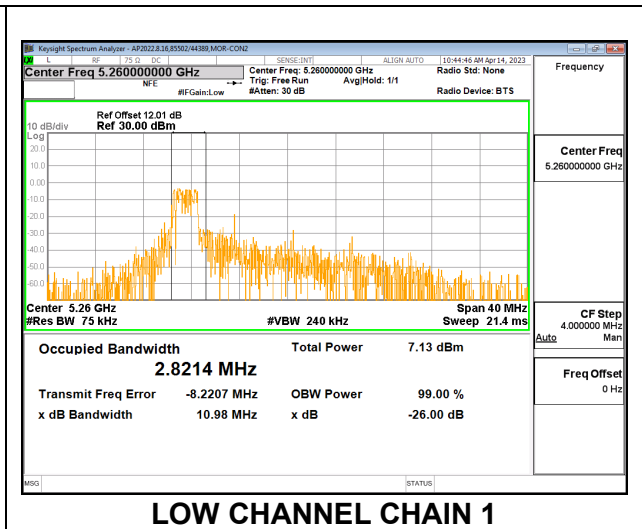 Keysight Spectrum Analyzer - AP2022.8.16,85502/44389,MOR-CON2
L RF 75 Ω DC SENSE:INT ALIGN AUTO 10:44:46 AM Apr 14, 2023
Center Freq 5.260000000 GHz
NFE
#IFGain:Low
Center Freq: 5.260000000 GHz
Trig: Free Run Avg|Hold: 1/1
#Atten: 30 dB
Radio Std: None
Radio Device: BTS
Frequency
Ref Offset 12.01 dB
10 dB/div Ref 30.00 dBm
Log
20.0
10.0
0.00
-10.0
-20.0
-30.0
-40.0
-50.0
-60.0
Center 5.26 GHz Span 40 MHz
#Res BW 75 kHz #VBW 240 kHz Sweep 21.4 ms
Center Freq
5.260000000 GHz
CF Step
4.000000 MHz
Auto Man
Freq Offset
0 Hz
Occupied Bandwidth Total Power 7.13 dBm
2.8214 MHz
Transmit Freq Error -8.2207 MHz OBW Power 99.00 %
x dB Bandwidth 10.98 MHz x dB -26.00 dB
MSG STATUS
LOW CHANNEL CHAIN 1